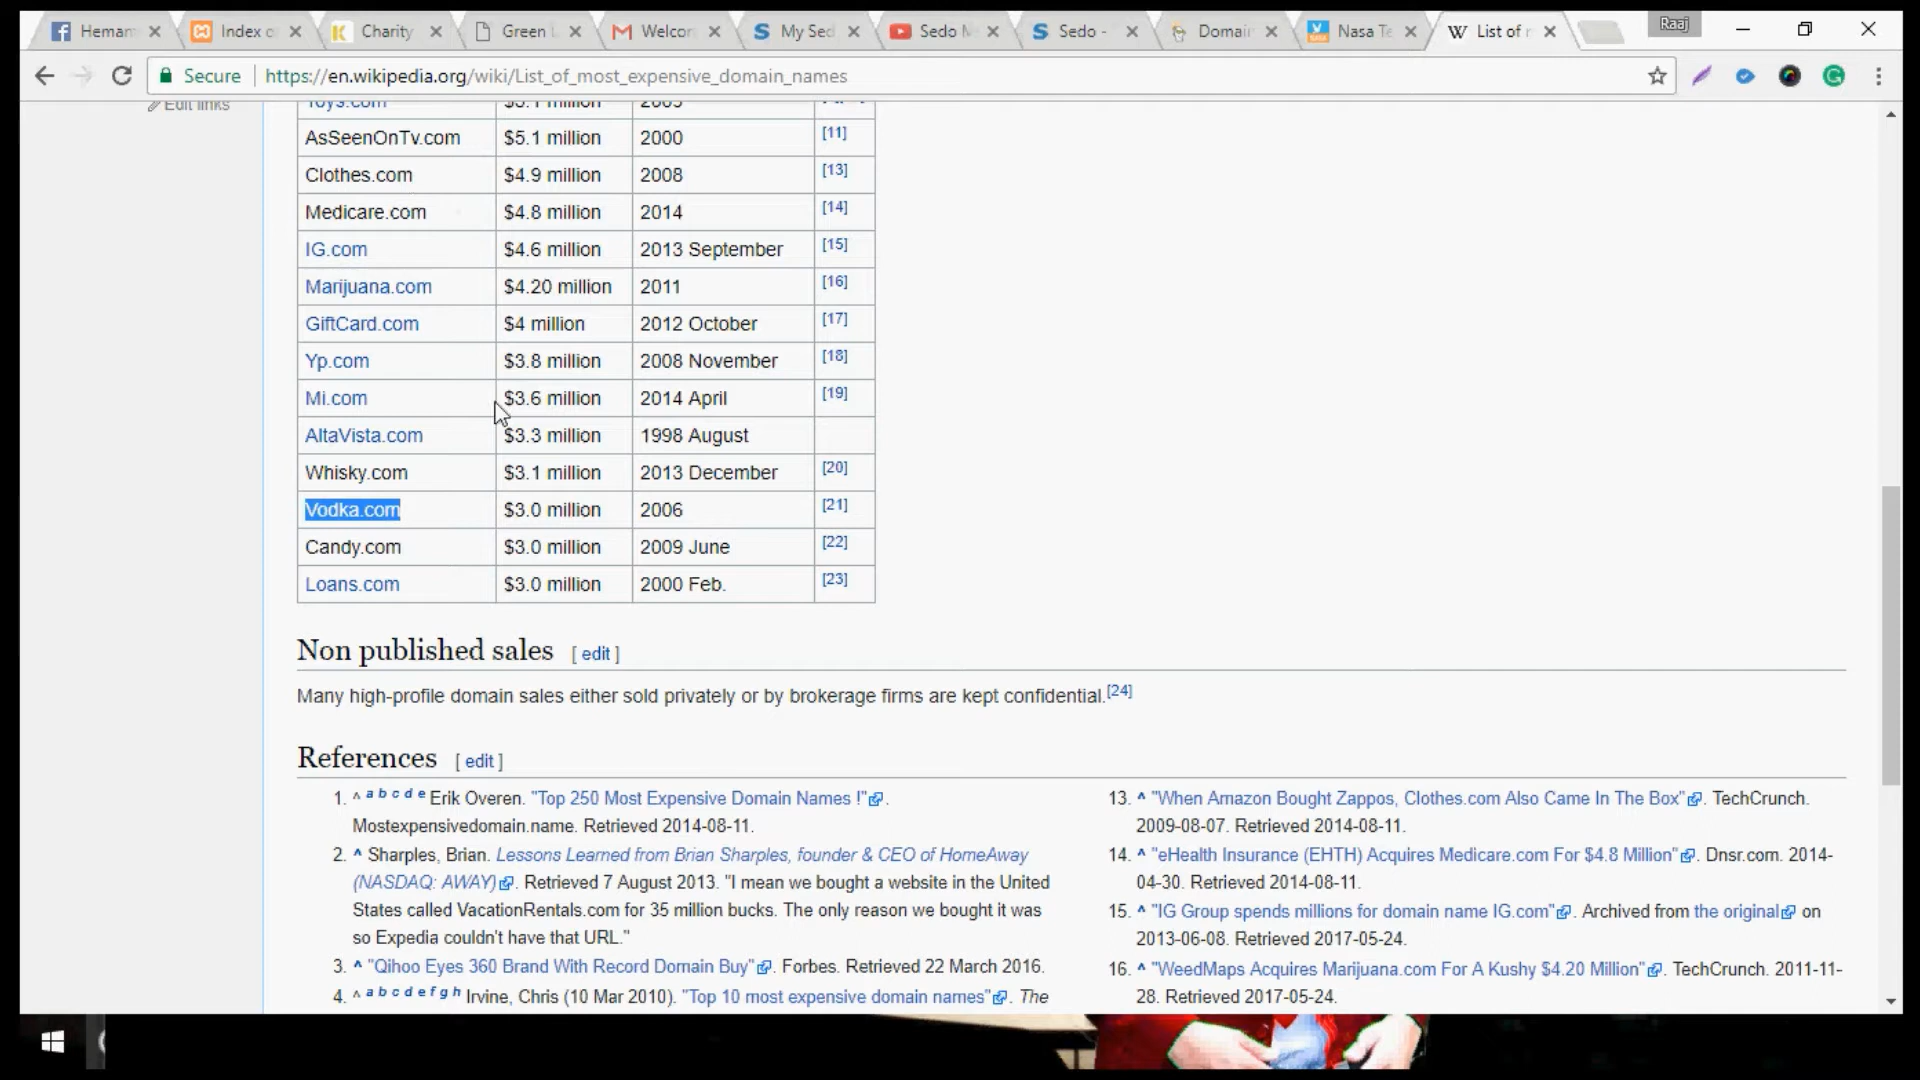 Heman
Index o
Charity
Green L
Welcor
My Sed
Sedo M
Sedo -
Domain
Nasa Te
List of r
Raaj
Secure https://en.wikipedia.org/wiki/List_of_most_expensive_domain_names
Edit links
Toys.com $5.1 million 2005
AsSeenOnTv.com $5.1 million 2000 [11]
Clothes.com $4.9 million 2008 [13]
Medicare.com $4.8 million 2014 [14]
IG.com $4.6 million 2013 September [15]
Marijuana.com $4.20 million 2011 [16]
GiftCard.com $4 million 2012 October [17]
Yp.com $3.8 million 2008 November [18]
Mi.com $3.6 million 2014 April [19]
AltaVista.com $3.3 million 1998 August
Whisky.com $3.1 million 2013 December [20]
Vodka.com $3.0 million 2006 [21]
Candy.com $3.0 million 2009 June [22]
Loans.com $3.0 million 2000 Feb. [23]
Non published sales [ edit ]
Many high-profile domain sales either sold privately or by brokerage firms are kept confidential.[24]
References [ edit ]
1. ^ a b c d e Erik Overen. "Top 250 Most Expensive Domain Names !".
Mostexpensivedomain.name. Retrieved 2014-08-11.
2. ^ Sharples, Brian. Lessons Learned from Brian Sharples, founder & CEO of HomeAway
(NASDAQ: AWAY). Retrieved 7 August 2013. "I mean we bought a website in the United
States called VacationRentals.com for 35 million bucks. The only reason we bought it was
so Expedia couldn't have that URL."
3. ^ "Qihoo Eyes 360 Brand With Record Domain Buy". Forbes. Retrieved 22 March 2016.
4. ^ a b c d e f g h Irvine, Chris (10 Mar 2010). "Top 10 most expensive domain names". The
13. ^ "When Amazon Bought Zappos, Clothes.com Also Came In The Box". TechCrunch.
2009-08-07. Retrieved 2014-08-11.
14. ^ "eHealth Insurance (EHTH) Acquires Medicare.com For $4.8 Million". Dnsr.com. 2014-
04-30. Retrieved 2014-08-11.
15. ^ "IG Group spends millions for domain name IG.com". Archived from the original on
2013-06-08. Retrieved 2017-05-24.
16. ^ "WeedMaps Acquires Marijuana.com For A Kushy $4.20 Million". TechCrunch. 2011-11-
28. Retrieved 2017-05-24.